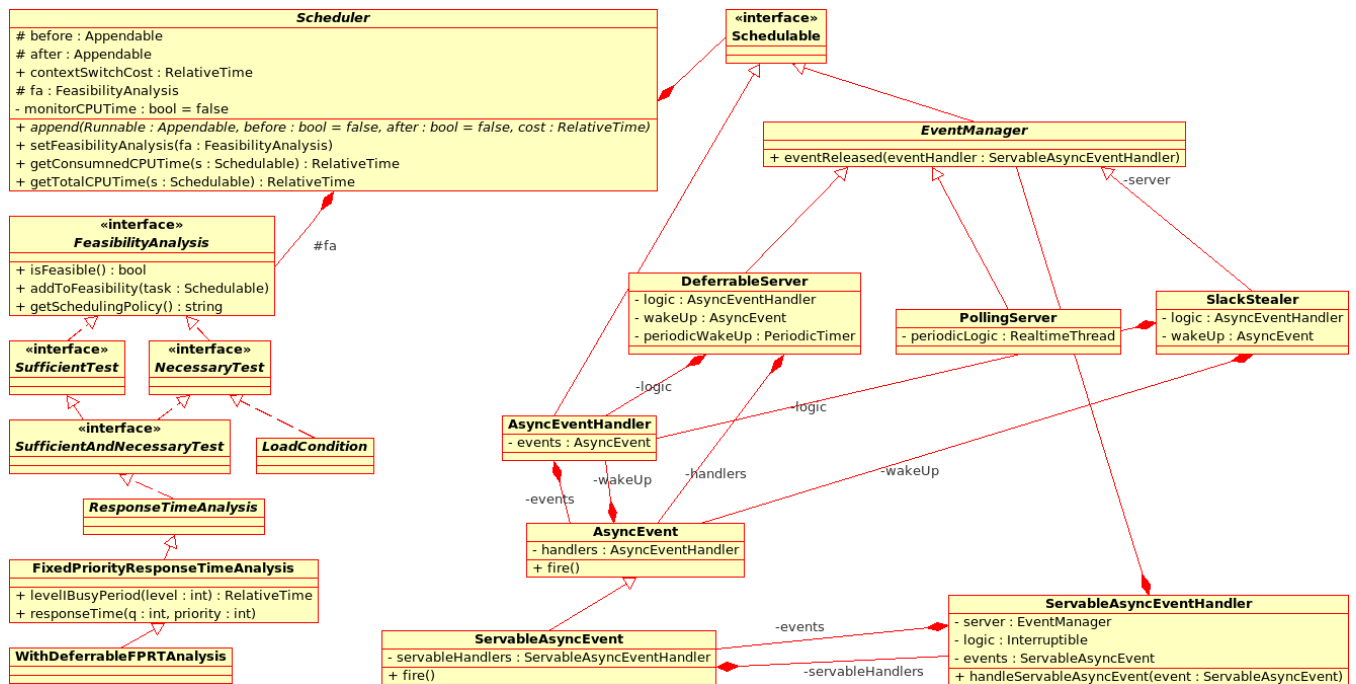 Scheduler
# before : Appendable
# after : Appendable
+ contextSwitchCost : RelativeTime
# fa : FeasibilityAnalysis
- monitorCPUTime : bool = false
+ append(Runnable : Appendable, before : bool = false, after : bool = false, cost : RelativeTime)
+ setFeasibilityAnalysis(fa : FeasibilityAnalysis)
+ getConsumnedCPUTime(s : Schedulable) : RelativeTime
+ getTotalCPUTime(s : Schedulable) : RelativeTime
«interface»
Schedulable
EventManager
+ eventReleased(eventHandler : ServableAsyncEventHandler)
-server
#fa
«interface»
FeasibilityAnalysis
+ isFeasible() : bool
+ addToFeasibility(task : Schedulable)
+ getSchedulingPolicy() : string
DeferrableServer
- logic : AsyncEventHandler
- wakeUp : AsyncEvent
- periodicWakeUp : PeriodicTimer
PollingServer
- periodicLogic : RealtimeThread
SlackStealer
- logic : AsyncEventHandler
- wakeUp : AsyncEvent
«interface»
SufficientTest
«interface»
NecessaryTest
-logic
-logic
«interface»
SufficientAndNecessaryTest
LoadCondition
AsyncEventHandler
- events : AsyncEvent
-wakeUp
-handlers
-wakeUp
-events
ResponseTimeAnalysis
AsyncEvent
- handlers : AsyncEventHandler
+ fire()
FixedPriorityResponseTimeAnalysis
+ levelIBusyPeriod(level : int) : RelativeTime
+ responseTime(q : int, priority : int)
WithDeferrableFPRTAnalysis
ServableAsyncEvent
- servableHandlers : ServableAsyncEventHandler
+ fire()
-events
-servableHandlers
ServableAsyncEventHandler
- server : EventManager
- logic : Interruptible
- events : ServableAsyncEvent
+ handleServableAsyncEvent(event : ServableAsyncEvent)